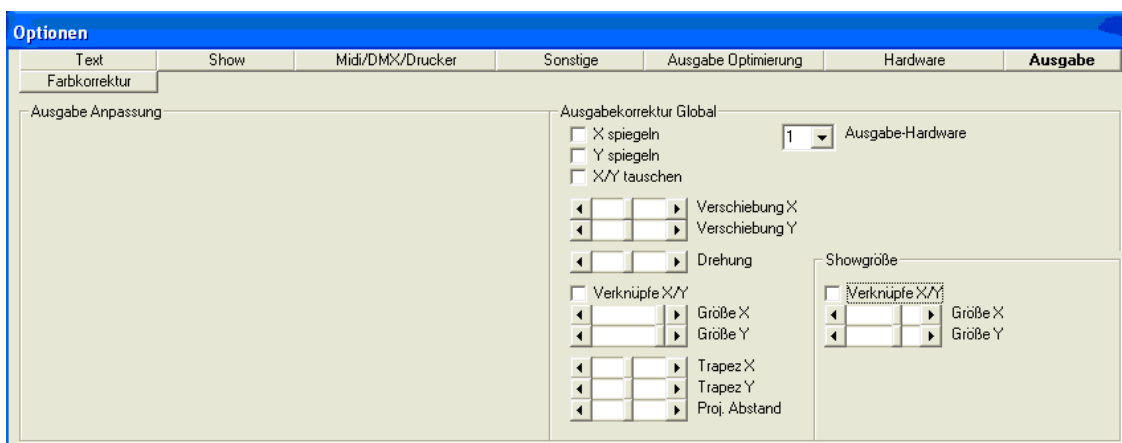 Optionen
Text Show Midi/DMX/Drucker Sonstige Ausgabe Optimierung Hardware Ausgabe
Farbkorrektur
Ausgabe Anpassung
Ausgabekorrektur Global
X spiegeln
1 Ausgabe-Hardware
Y spiegeln
X/Y tauschen
Verschiebung X
Verschiebung Y
Drehung
Verknüpfe X/Y
Größe X
Größe Y
Trapez X
Trapez Y
Proj. Abstand
Showgröße
Verknüpfe X/Y
Größe X
Größe Y